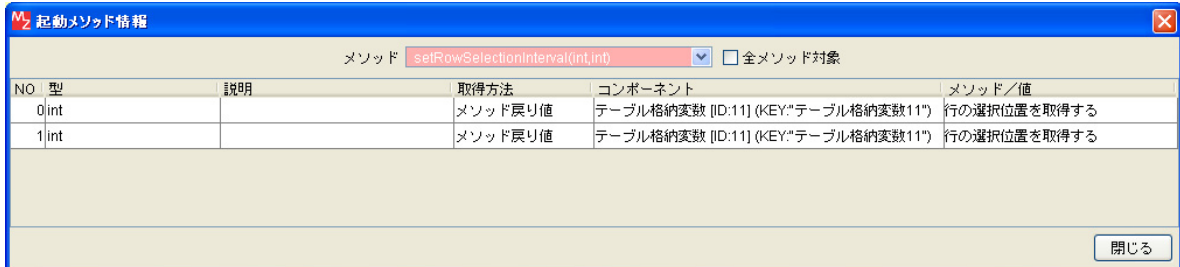 MZ 起動メソッド情報
メソッド setRowSelectionInterval(int,int) 全メソッド対象
NO 型 説明 取得方法 コンポーネント メソッド／値
0 int メソッド戻り値 テーブル格納変数 [ID:11] (KEY:"テーブル格納変数11") 行の選択位置を取得する
1 int メソッド戻り値 テーブル格納変数 [ID:11] (KEY:"テーブル格納変数11") 行の選択位置を取得する
閉じる